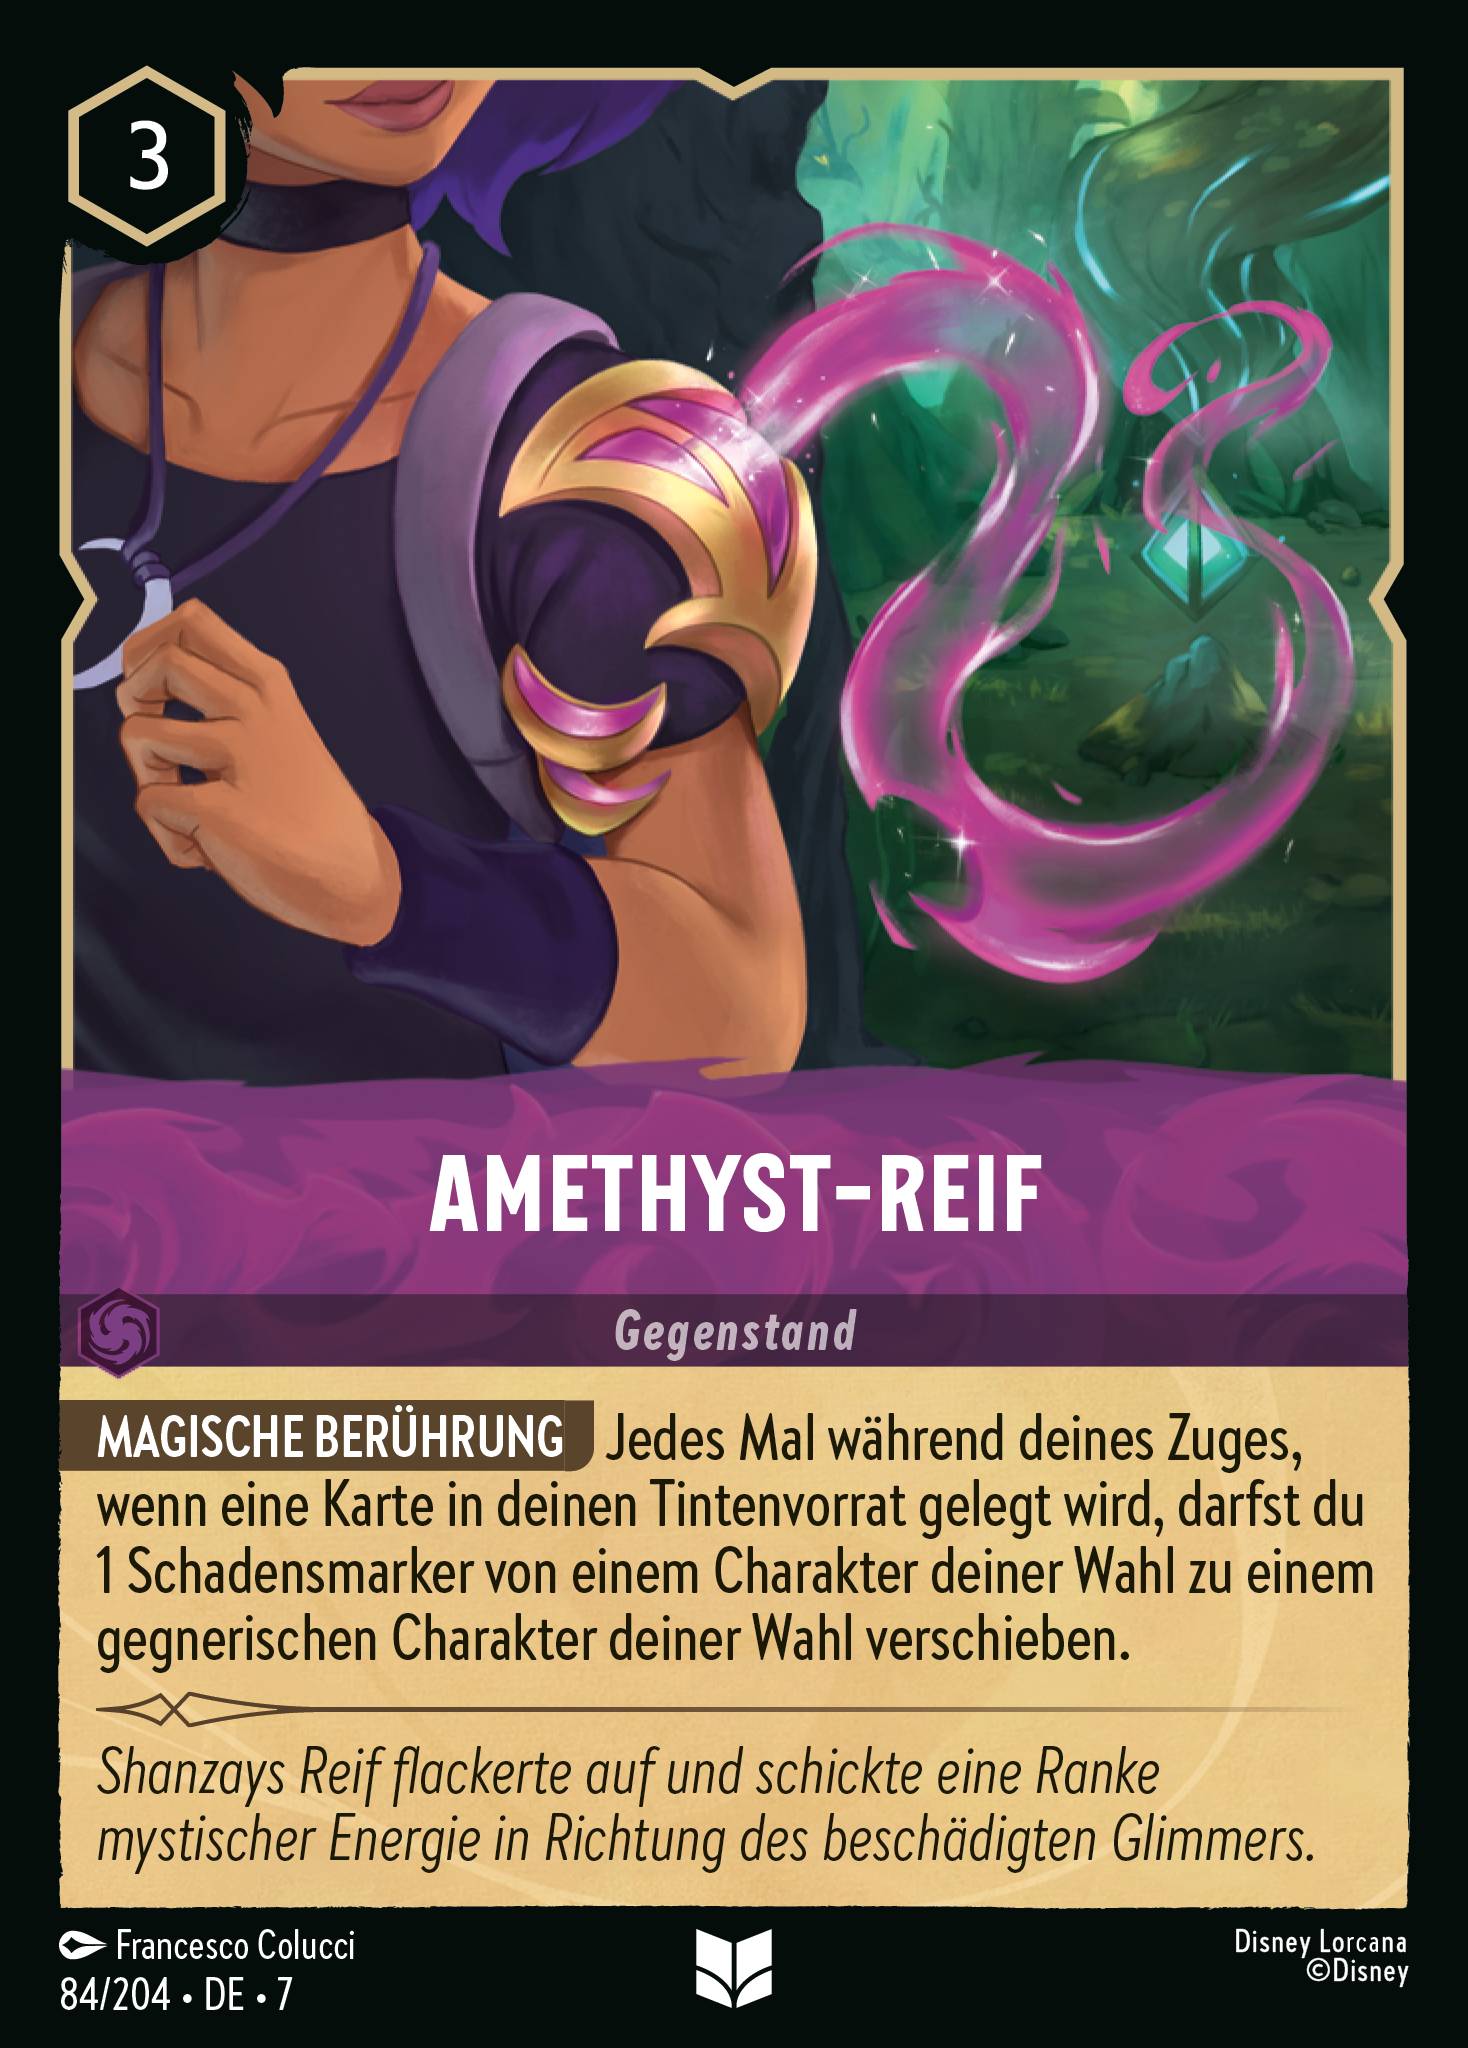 3
AMETHYST-REIF
Gegenstand
MAGISCHE BERÜHRUNG Jedes Mal während deines Zuges,
wenn eine Karte in deinen Tintenvorrat gelegt wird, darfst du
1 Schadensmarker von einem Charakter deiner Wahl zu einem
gegnerischen Charakter deiner Wahl verschieben.
Shanzays Reif flackerte auf und schickte eine Ranke
mystischer Energie in Richtung des beschädigten Glimmers.
Francesco Colucci
84/204 • DE • 7
Disney Lorcana
©Disney